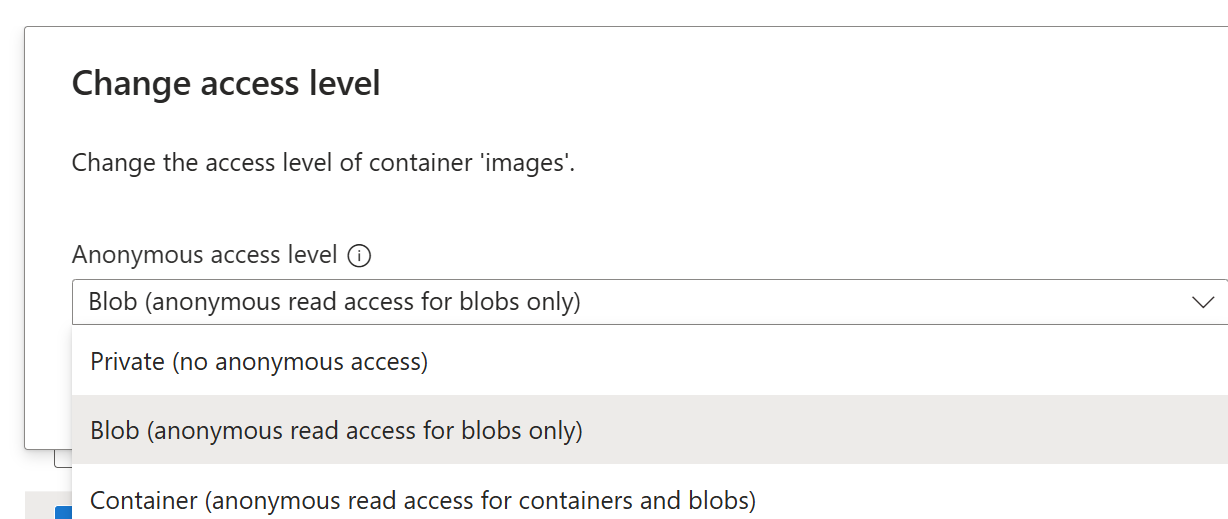 Change access level
Change the access level of container 'images'.
Anonymous access level
Blob (anonymous read access for blobs only)
Private (no anonymous access)
Blob (anonymous read access for blobs only)
Container (anonymous read access for containers and blobs)